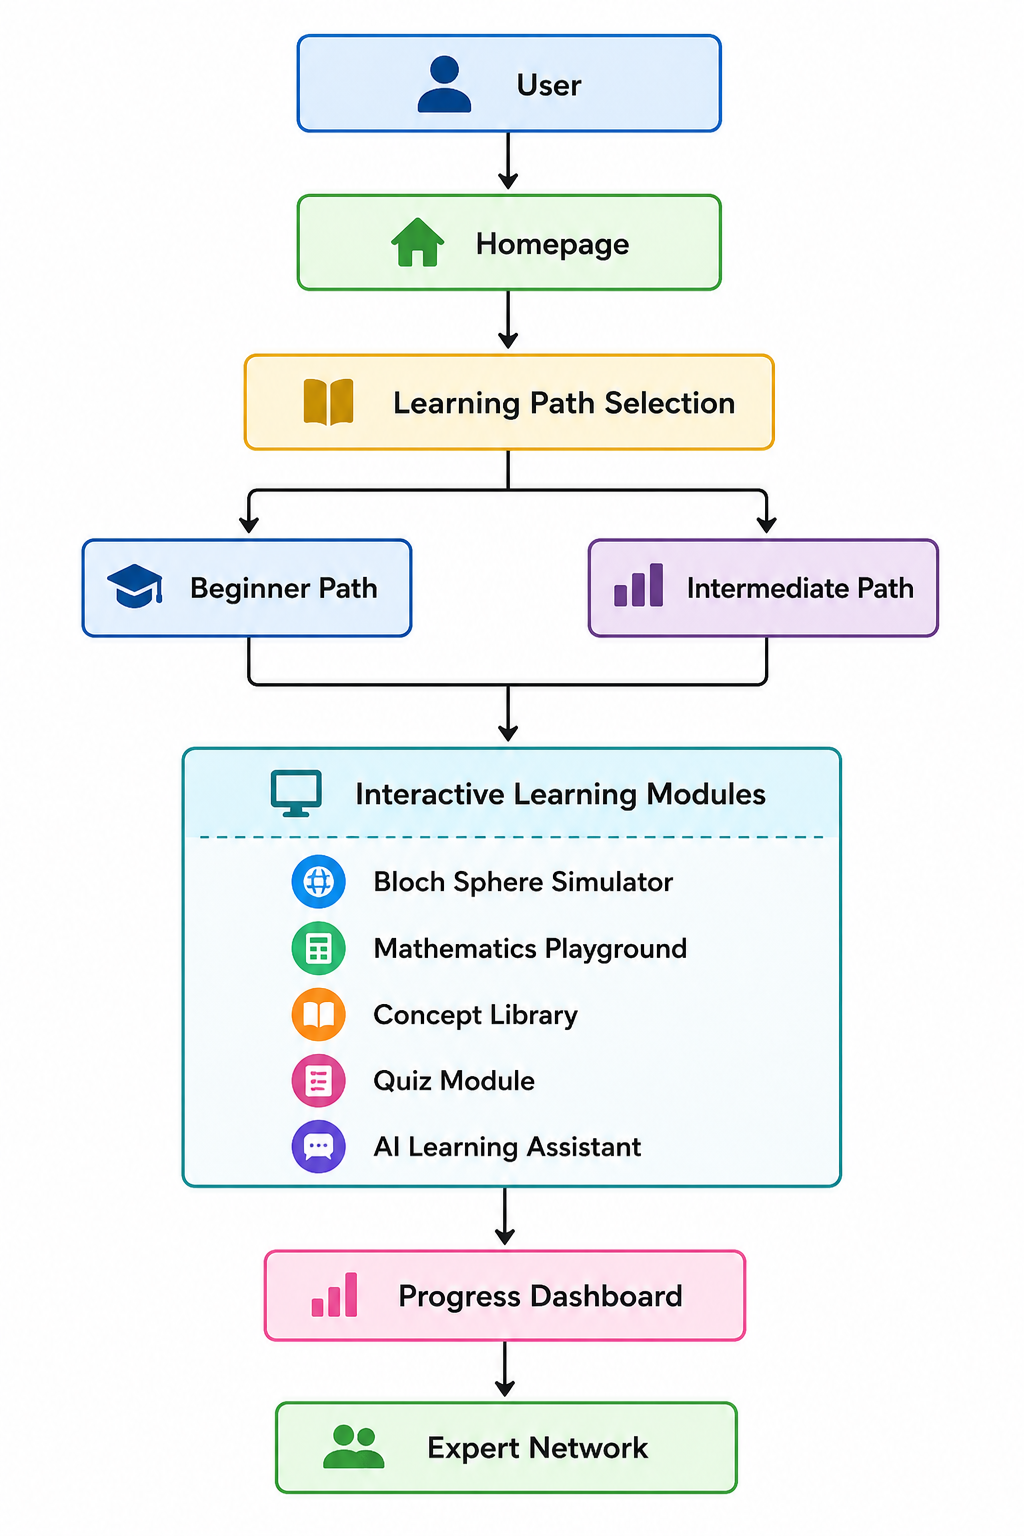 User
Homepage
Learning Path Selection
Beginner Path
Intermediate Path
Interactive Learning Modules
Bloch Sphere Simulator
Mathematics Playground
Concept Library
Quiz Module
AI Learning Assistant
Progress Dashboard
Expert Network